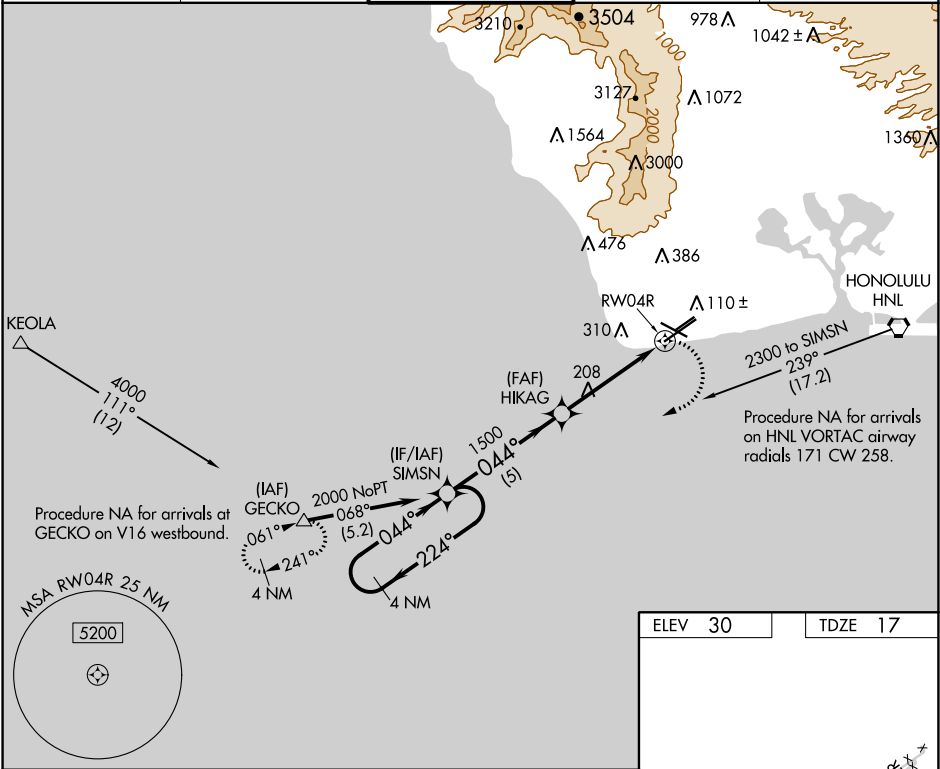 3210
3504
978
1042 ±
1000
3127
1072
2000
1564
1360
3000
476
386
HONOLULU
HNL
RW04R
110 ±
KEOLA
310
2300 to SIMSN
239°
(17.2)
208
(FAF)
HIKAG
4000
111°
(12)
Procedure NA for arrivals
on HNL VORTAC airway
radials 171 CW 258.
1500
044°
(5)
(IF/IAF)
SIMSN
(IAF)
GECKO
2000 NoPT
068°
(5.2)
Procedure NA for arrivals at
GECKO on V16 westbound.
061°
241°
4 NM
044°
224°
4 NM
MSA RW04R 25 NM
5200
ELEV 30
TDZE 17